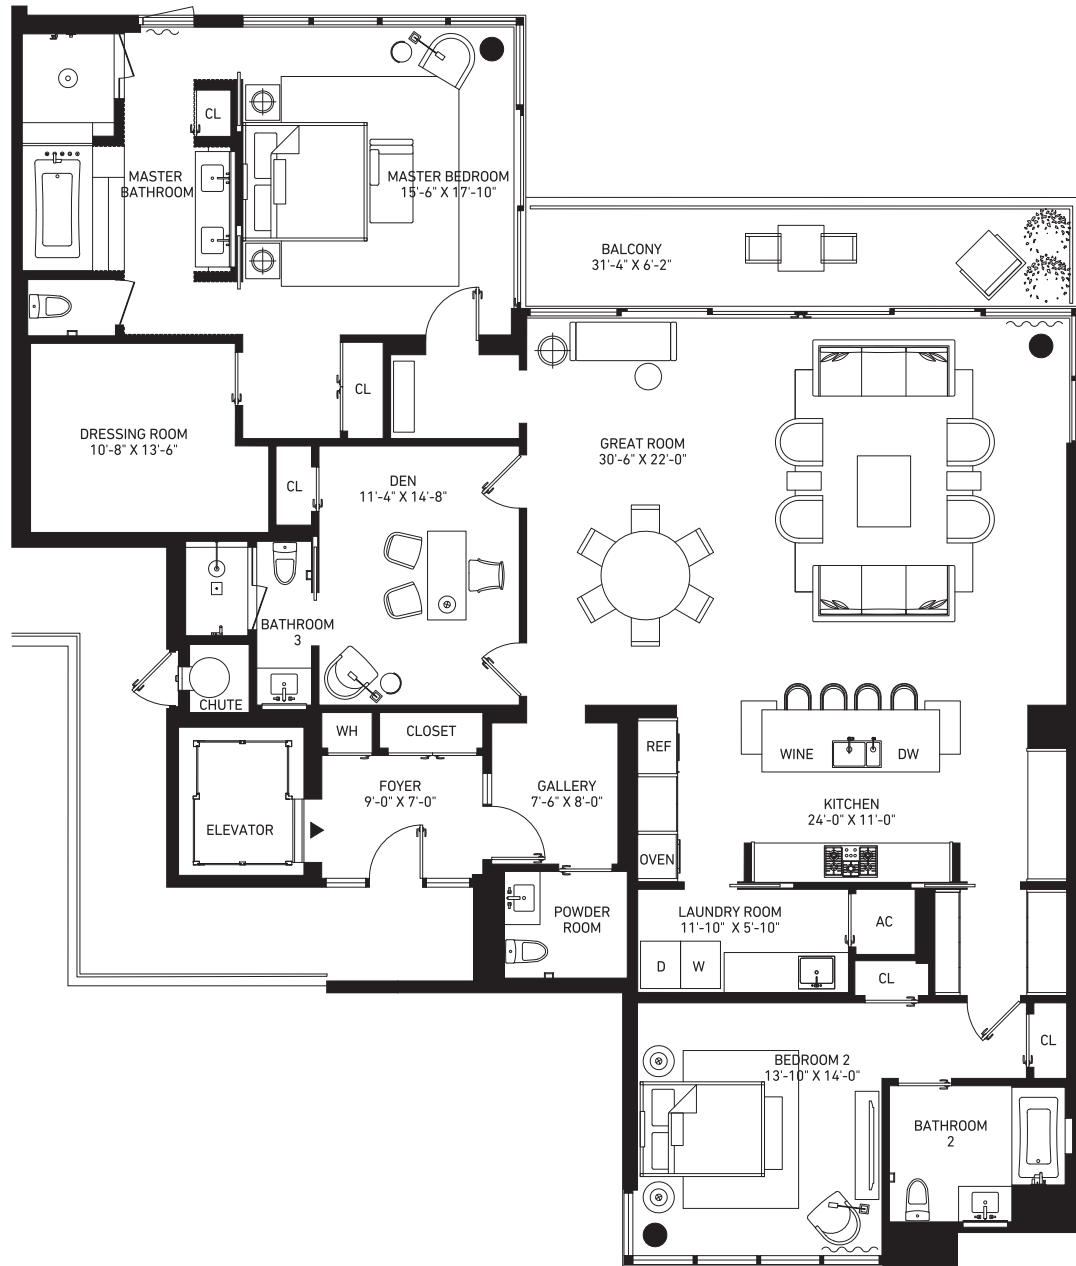 CL
MASTER
BATHROOM
MASTER BEDROOM
15'-6" X 17'-10"
BALCONY
31'-4" X 6'-2"
CL
DRESSING ROOM
10'-8" X 13'-6"
GREAT ROOM
30'-6" X 22'-0"
CL
DEN
11'-4" X 14'-8"
BATHROOM
3
CHUTE
WH
CLOSET
REF
WINE
DW
FOYER
9'-0" X 7'-0"
GALLERY
7'-6" X 8'-0"
KITCHEN
24'-0" X 11'-0"
ELEVATOR
OVEN
POWDER
ROOM
LAUNDRY ROOM
11'-10" X 5'-10"
AC
D
W
CL
CL
BEDROOM 2
13'-10" X 14'-0"
BATHROOM
2